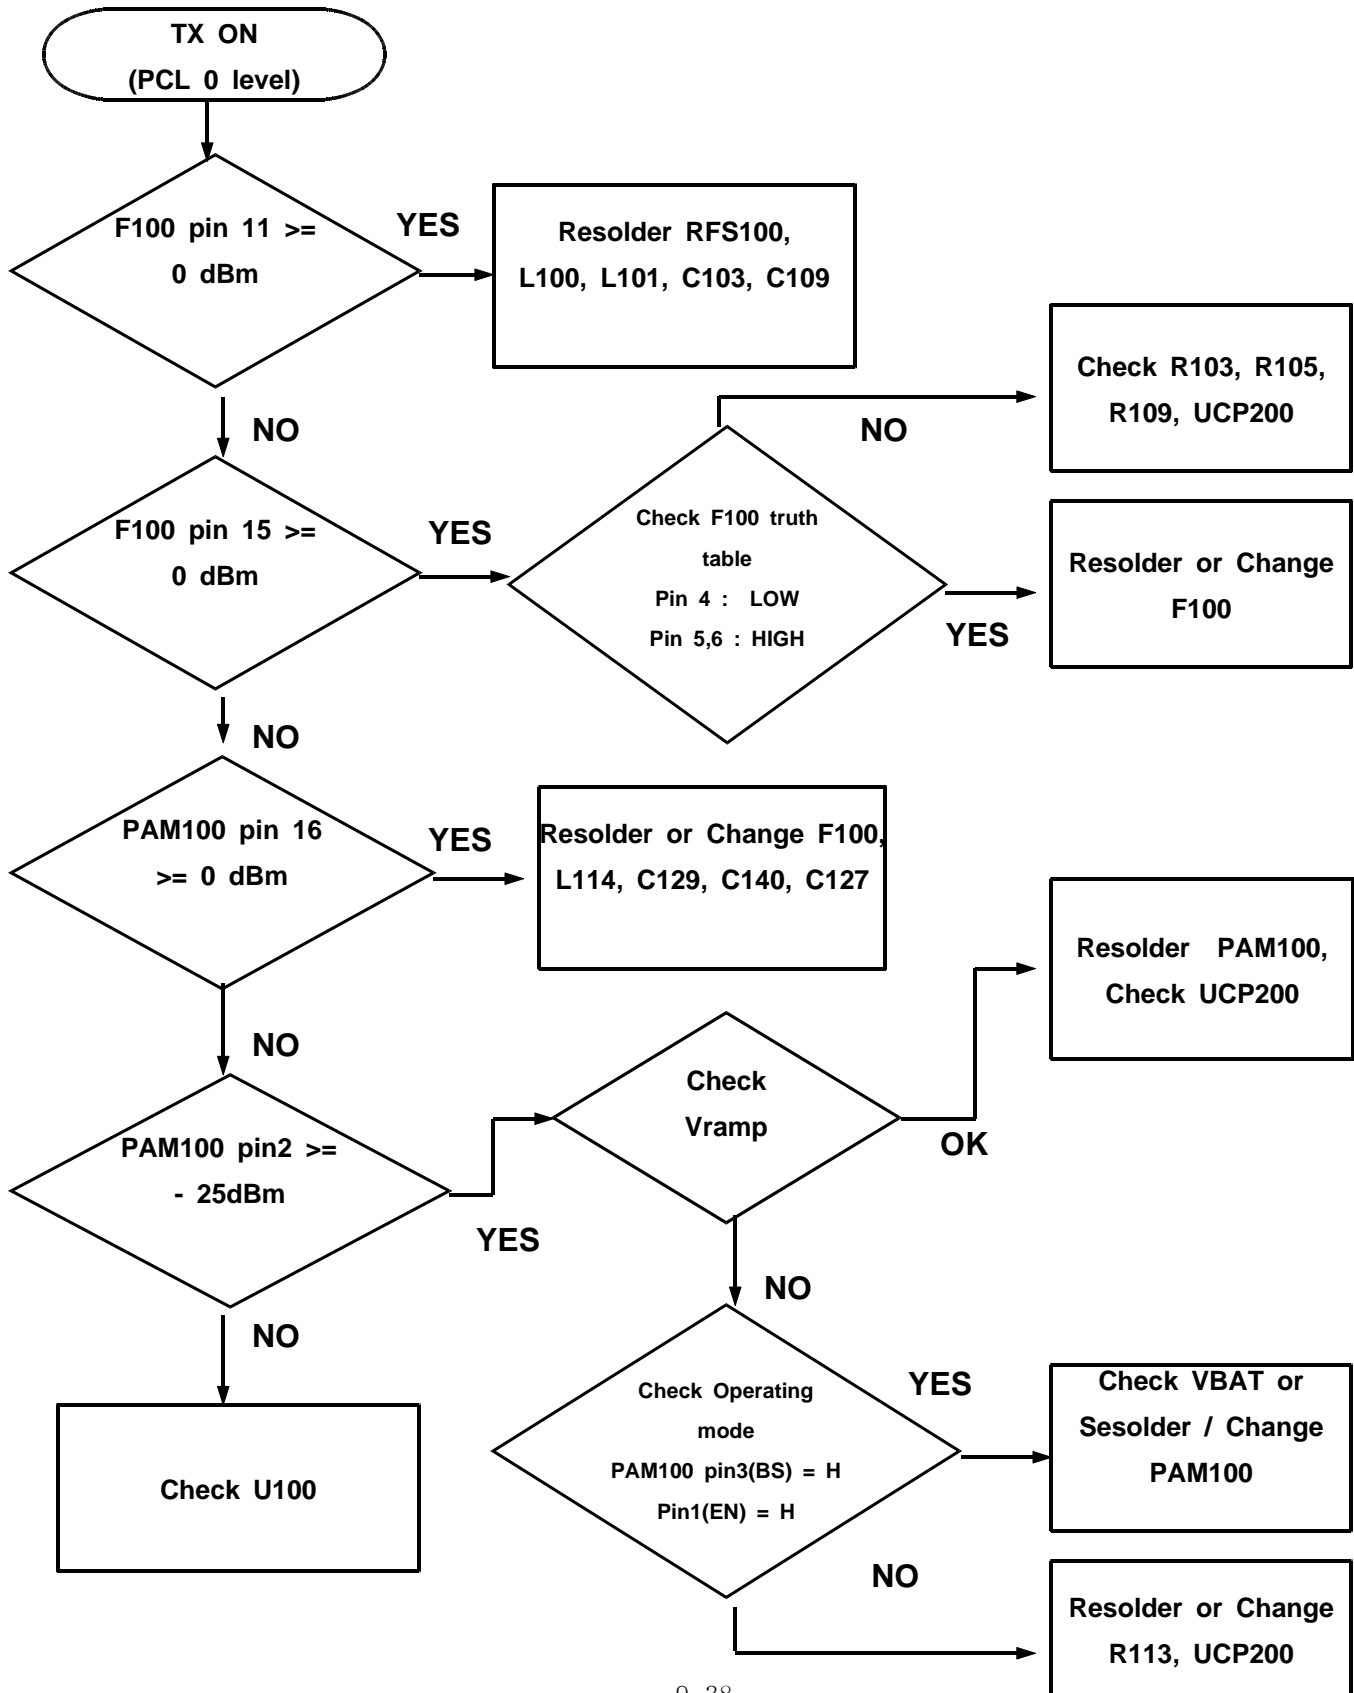 TX ON
(PCL 0 level)
F100 pin 11 >=
0 dBm
YES
Resolder RFS100,
L100, L101, C103, C109
NO
Check R103, R105,
R109, UCP200
NO
F100 pin 15 >=
0 dBm
YES
Check F100 truth
table
Pin 4 : LOW
Pin 5,6 : HIGH
YES
Resolder or Change
F100
NO
PAM100 pin 16
>= 0 dBm
YES
Resolder or Change F100,
L114, C129, C140, C127
Resolder PAM100,
Check UCP200
NO
Check
Vramp
OK
PAM100 pin2 >=
- 25dBm
YES
NO
NO
Check U100
Check Operating
mode
PAM100 pin3(BS) = H
Pin1(EN) = H
YES
Check VBAT or
Sesolder / Change
PAM100
NO
Resolder or Change
R113, UCP200